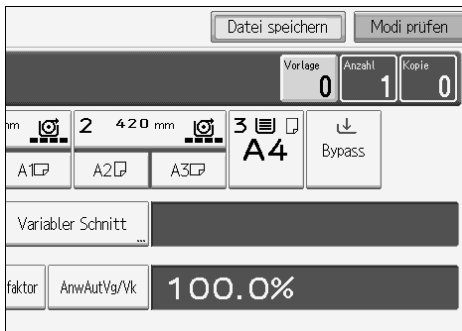 Datei speichern Modi prüfen
Vorlage Anzahl Kopie
0 1 0
mm 2 420 mm 3
A4 Bypass
A1 A2 A3
Variabler Schnitt ...
faktor AnwAutVg/Vk 100.0%